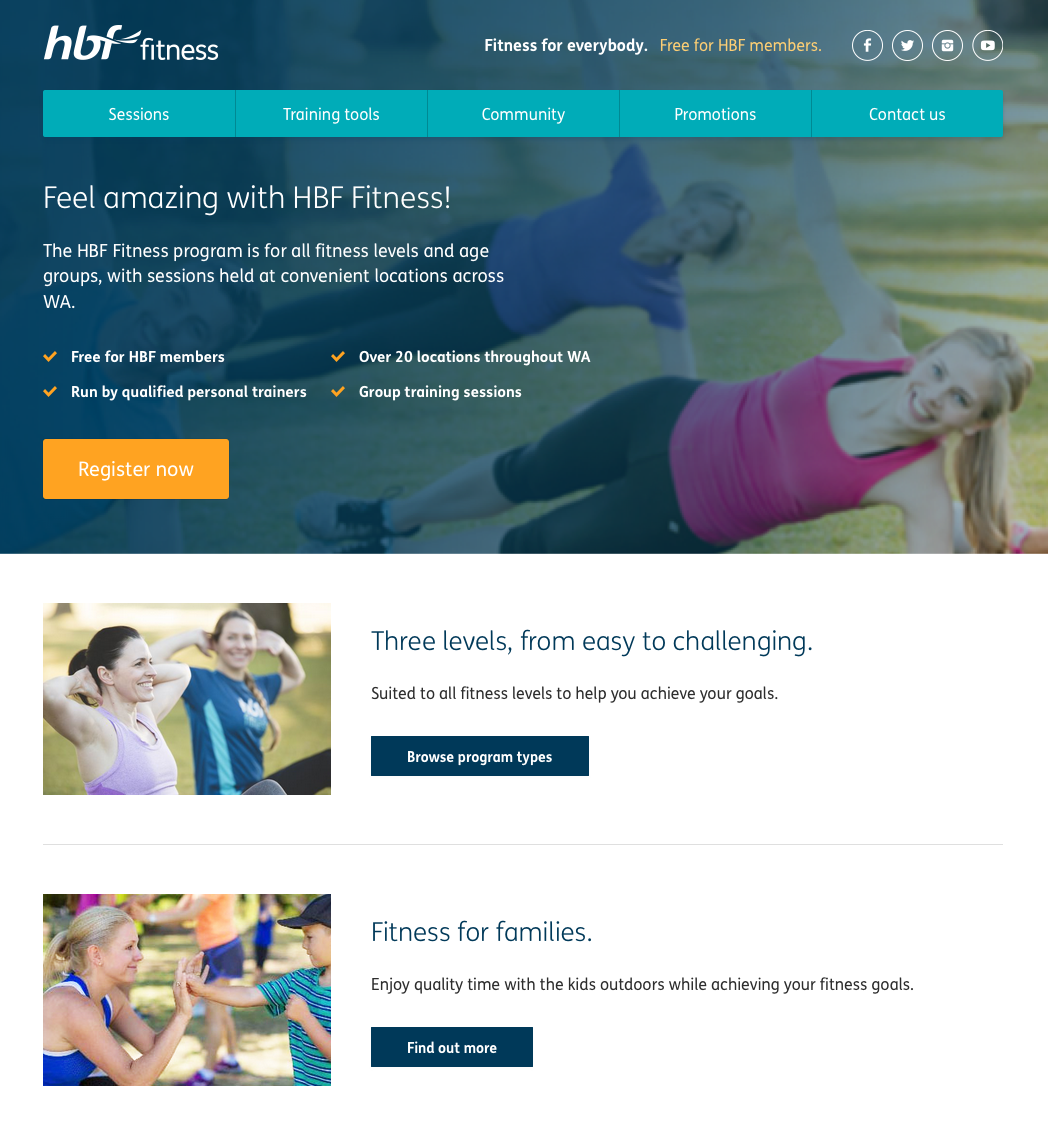 hbf fitness
Fitness for everybody. Free for HBF members.
Sessions
Training tools
Community
Promotions
Contact us
Feel amazing with HBF Fitness!
The HBF Fitness program is for all fitness levels and age
groups, with sessions held at convenient locations across
WA.
Free for HBF members
Over 20 locations throughout WA
Run by qualified personal trainers
Group training sessions
Register now
Three levels, from easy to challenging.
Suited to all fitness levels to help you achieve your goals.
Browse program types
Fitness for families.
Enjoy quality time with the kids outdoors while achieving your fitness goals.
Find out more